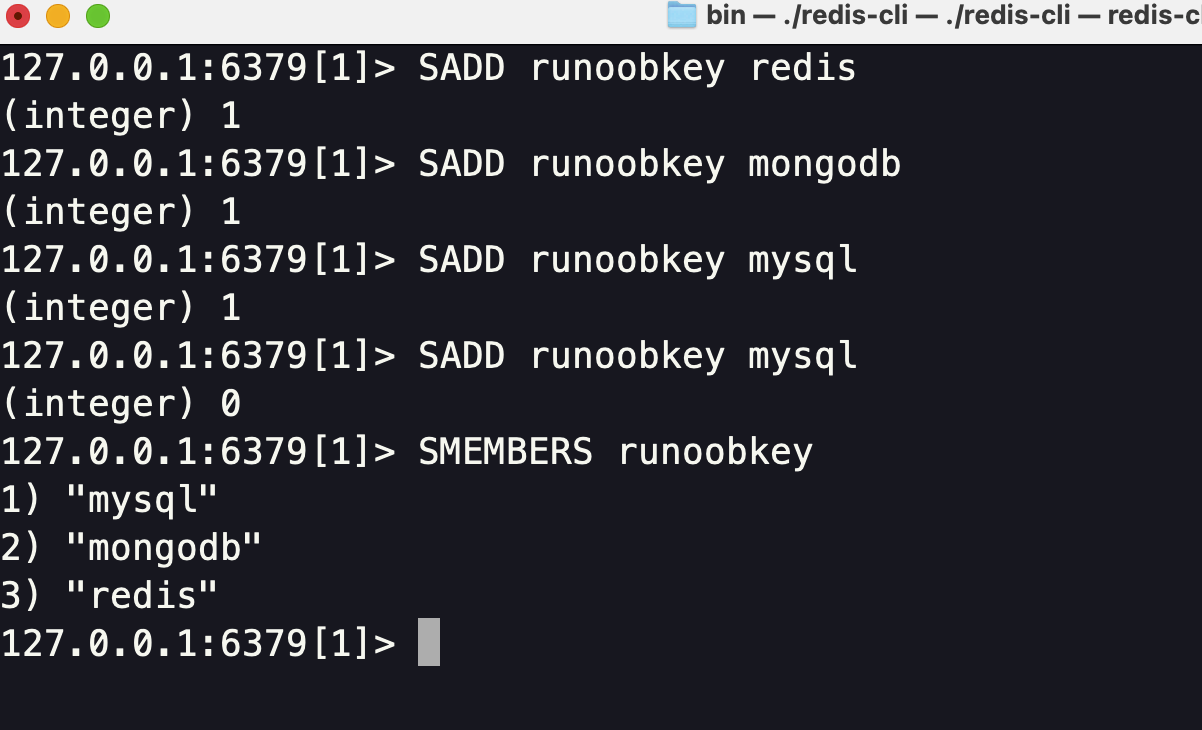 bin — ./redis-cli — ./redis-cli — redis-cl
127.0.0.1:6379[1]> SADD runoobkey redis
(integer) 1
127.0.0.1:6379[1]> SADD runoobkey mongodb
(integer) 1
127.0.0.1:6379[1]> SADD runoobkey mysql
(integer) 1
127.0.0.1:6379[1]> SADD runoobkey mysql
(integer) 0
127.0.0.1:6379[1]> SMEMBERS runoobkey
1) "mysql"
2) "mongodb"
3) "redis"
127.0.0.1:6379[1]>